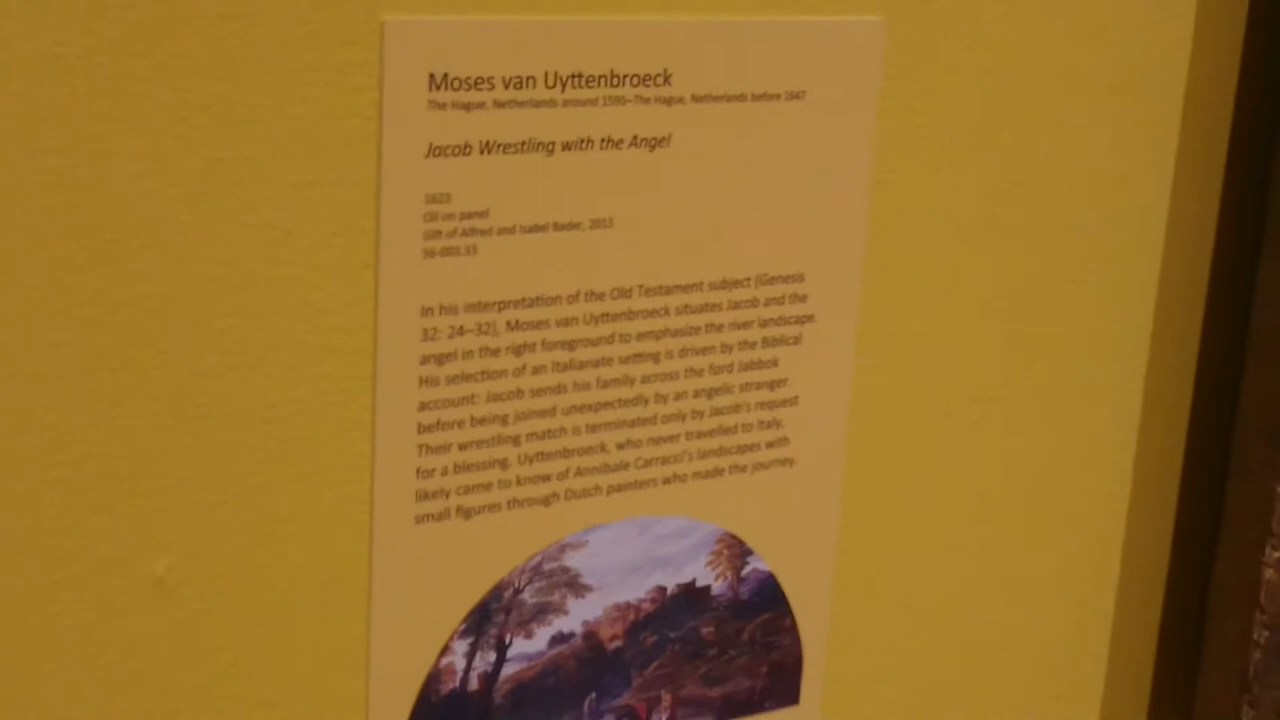 Moses van Uyttenbroeck
The Hague, Netherlands around 1595–The Hague, Netherlands before 1647
Jacob Wrestling with the Angel
1623
Oil on panel
Gift of Alfred and Isabel Bader, 2013
56-003.33
In his interpretation of the Old Testament subject (Genesis
32: 24–32), Moses van Uyttenbroeck situates Jacob and the
angel in the right foreground to emphasize the river landscape.
His selection of an Italianate setting is driven by the Biblical
account: Jacob sends his family across the ford Jabbok
before being joined unexpectedly by an angelic stranger.
Their wrestling match is terminated only by Jacob's request
for a blessing. Uyttenbroeck, who never travelled to Italy,
likely came to know of Annibale Carracci's landscapes with
small figures through Dutch painters who made the journey.